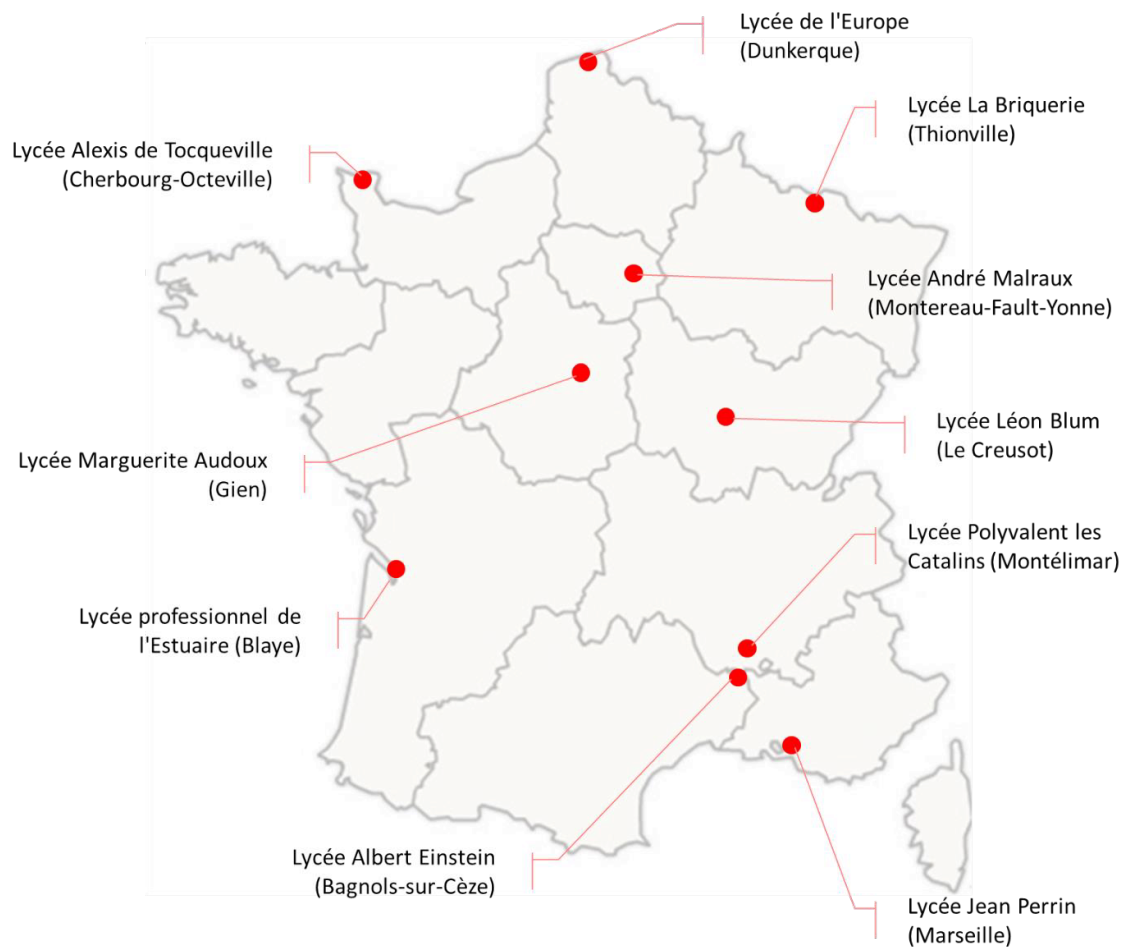 Lycée de l'Europe
(Dunkerque)
Lycée La Briquerie
(Thionville)
Lycée Alexis de Tocqueville
(Cherbourg-Octeville)
Lycée André Malraux
(Montereau-Fault-Yonne)
Lycée Léon Blum
(Le Creusot)
Lycée Marguerite Audoux
(Gien)
Lycée Polyvalent les
Catalins (Montélimar)
Lycée professionnel de
l'Estuaire (Blaye)
Lycée Albert Einstein
(Bagnols-sur-Cèze)
Lycée Jean Perrin
(Marseille)